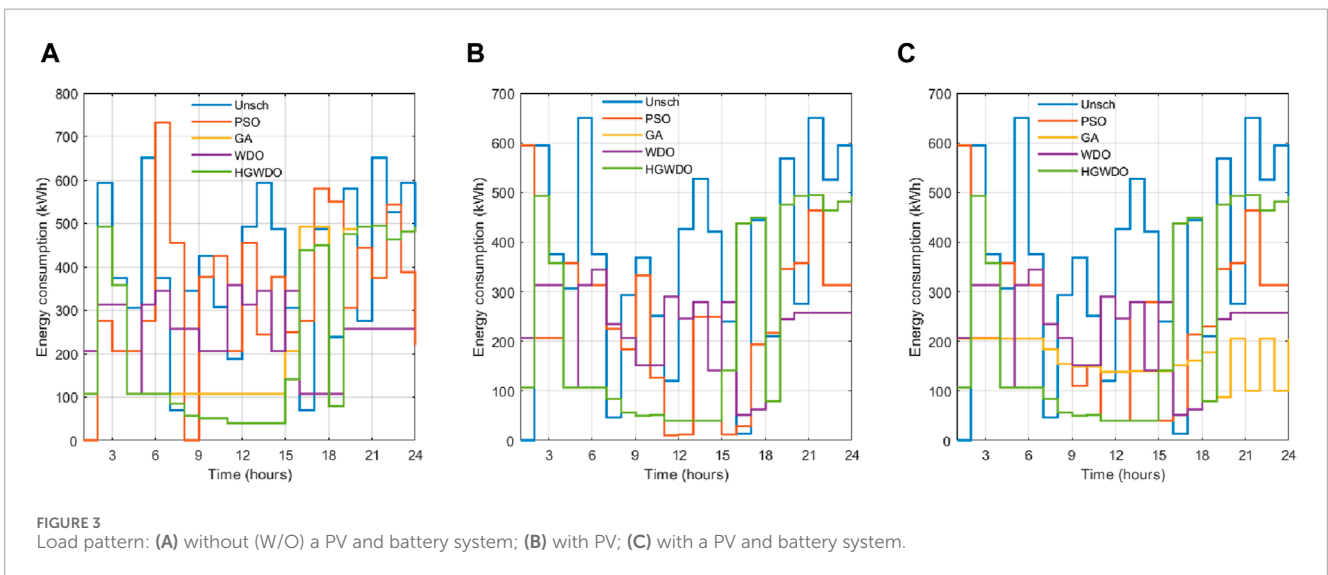 A
B
C
800
700
600
500
400
300
200
100
0
Energy consumption (kWh)
Unsch
PSO
GA
WDO
HGWDO
3 6 9 12 15 18 21 24
Time (hours)
700
600
500
400
300
200
100
0
Energy consumption (kWh)
Unsch
PSO
GA
WDO
HGWDO
3 6 9 12 15 18 21 24
Time (hours)
700
600
500
400
300
200
100
0
Energy consumption (kWh)
Unsch
PSO
GA
WDO
HGWDO
3 6 9 12 15 18 21 24
Time (hours)
FIGURE 3
Load pattern: (A) without (W/O) a PV and battery system; (B) with PV; (C) with a PV and battery system.